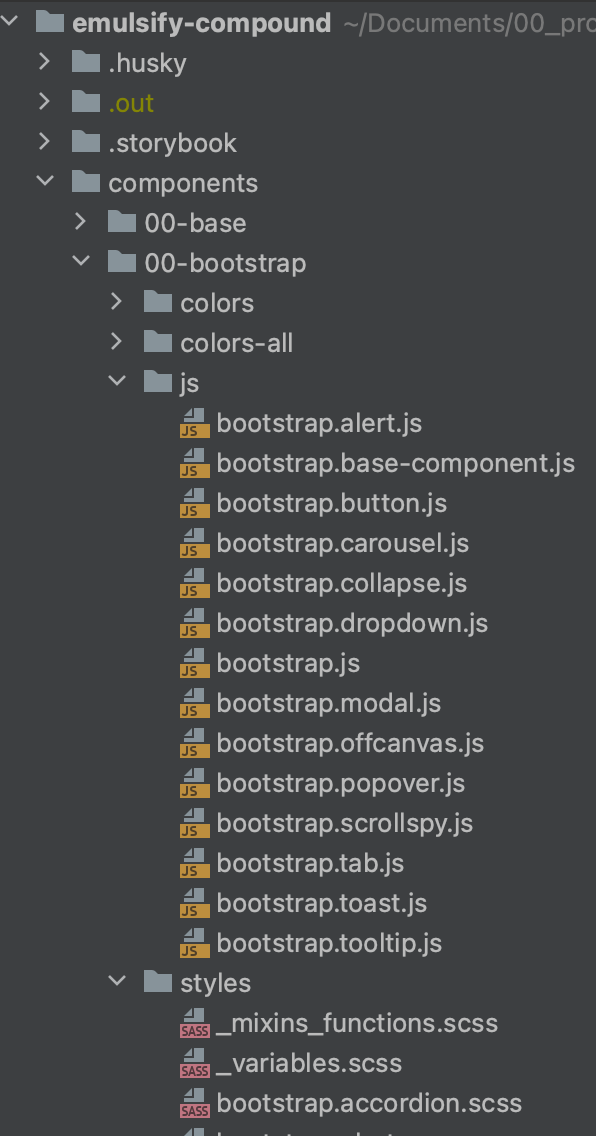 emulsify-compound ~/Documents/00_pro
.husky
.out
.storybook
components
00-base
00-bootstrap
colors
colors-all
js
JS bootstrap.alert.js
JS bootstrap.base-component.js
JS bootstrap.button.js
JS bootstrap.carousel.js
JS bootstrap.collapse.js
JS bootstrap.dropdown.js
JS bootstrap.js
JS bootstrap.modal.js
JS bootstrap.offcanvas.js
JS bootstrap.popover.js
JS bootstrap.scrollspy.js
JS bootstrap.tab.js
JS bootstrap.toast.js
JS bootstrap.tooltip.js
styles
SASS _mixins_functions.scss
SASS _variables.scss
SASS bootstrap.accordion.scss